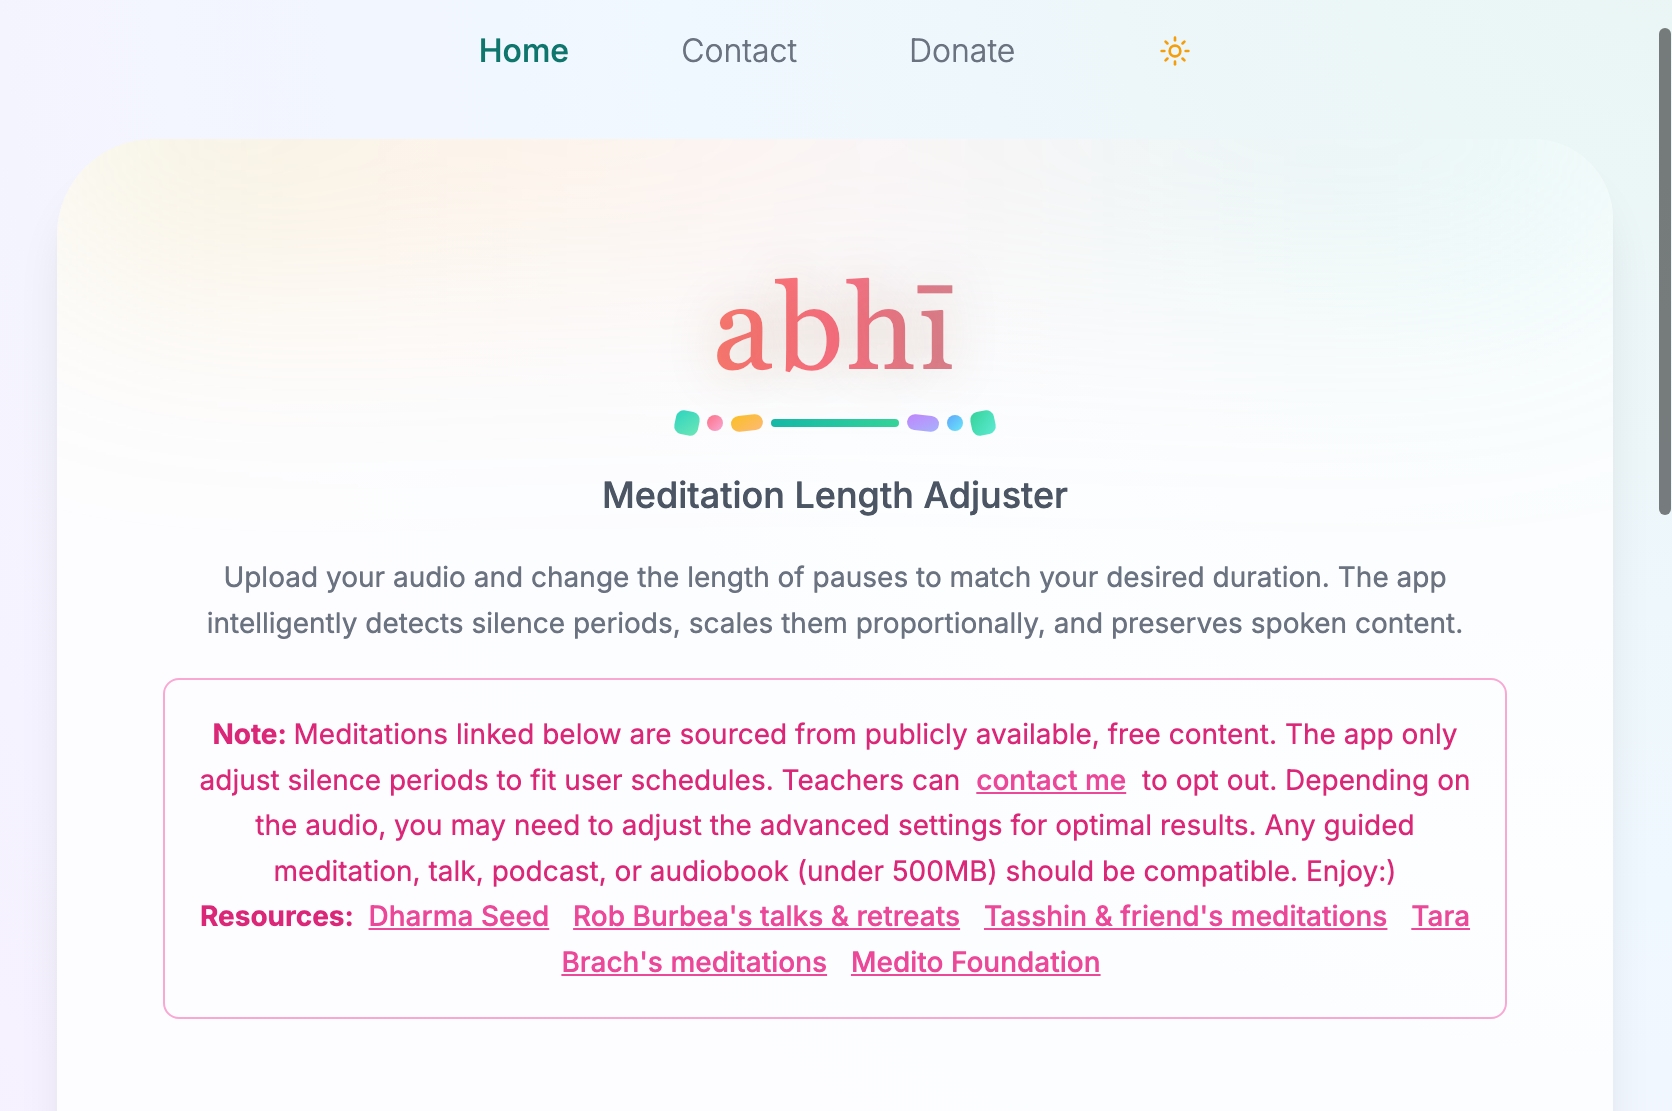 Home Contact Donate
abhī
Meditation Length Adjuster
Upload your audio and change the length of pauses to match your desired duration. The app
intelligently detects silence periods, scales them proportionally, and preserves spoken content.
Note: Meditations linked below are sourced from publicly available, free content. The app only
adjust silence periods to fit user schedules. Teachers can contact me to opt out. Depending on
the audio, you may need to adjust the advanced settings for optimal results. Any guided
meditation, talk, podcast, or audiobook (under 500MB) should be compatible. Enjoy:)
Resources: Dharma Seed Rob Burbea's talks & retreats Tasshin & friend's meditations Tara
Brach's meditations Medito Foundation